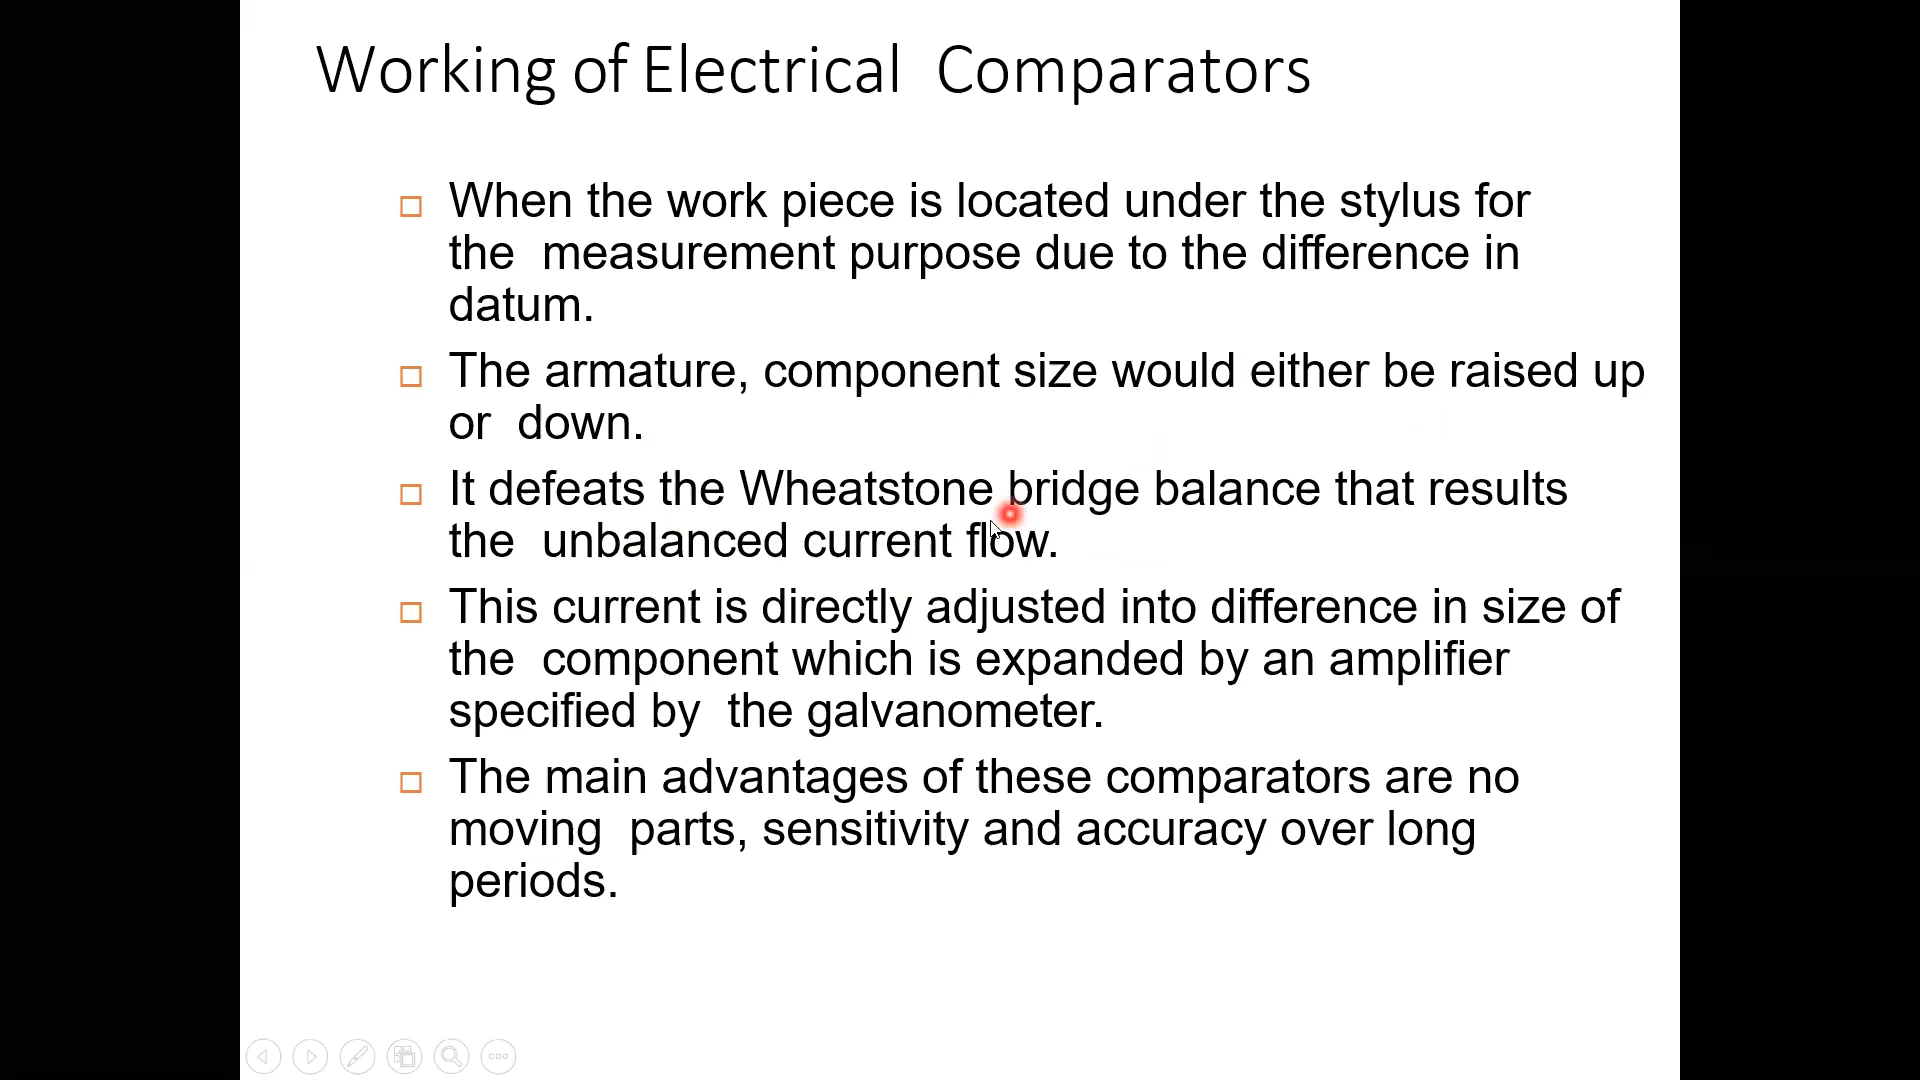 Working of Electrical Comparators
When the work piece is located under the stylus for
the measurement purpose due to the difference in
datum.
The armature, component size would either be raised up
or down.
It defeats the Wheatstone bridge balance that results
the unbalanced current flow.
This current is directly adjusted into difference in size of
the component which is expanded by an amplifier
specified by the galvanometer.
The main advantages of these comparators are no
moving parts, sensitivity and accuracy over long
periods.